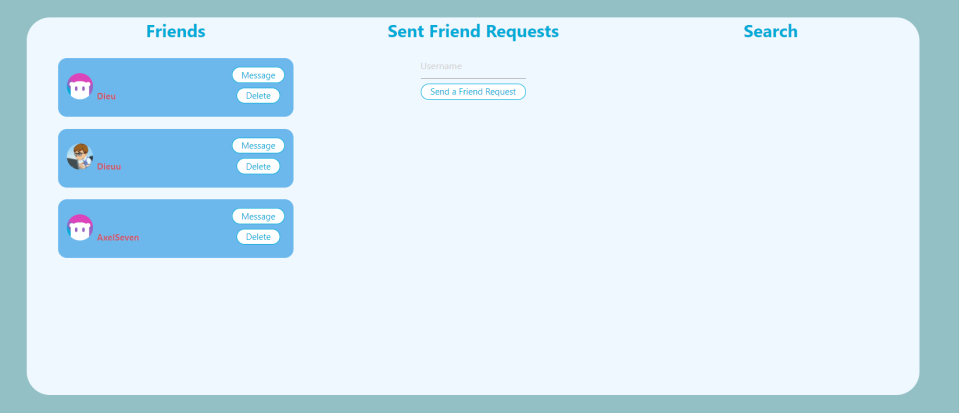 Friends
Message
Dieu
Delete
Message
Dieuu
Delete
Message
AxelSeven
Delete
Sent Friend Requests
Username
Send a Friend Request
Search